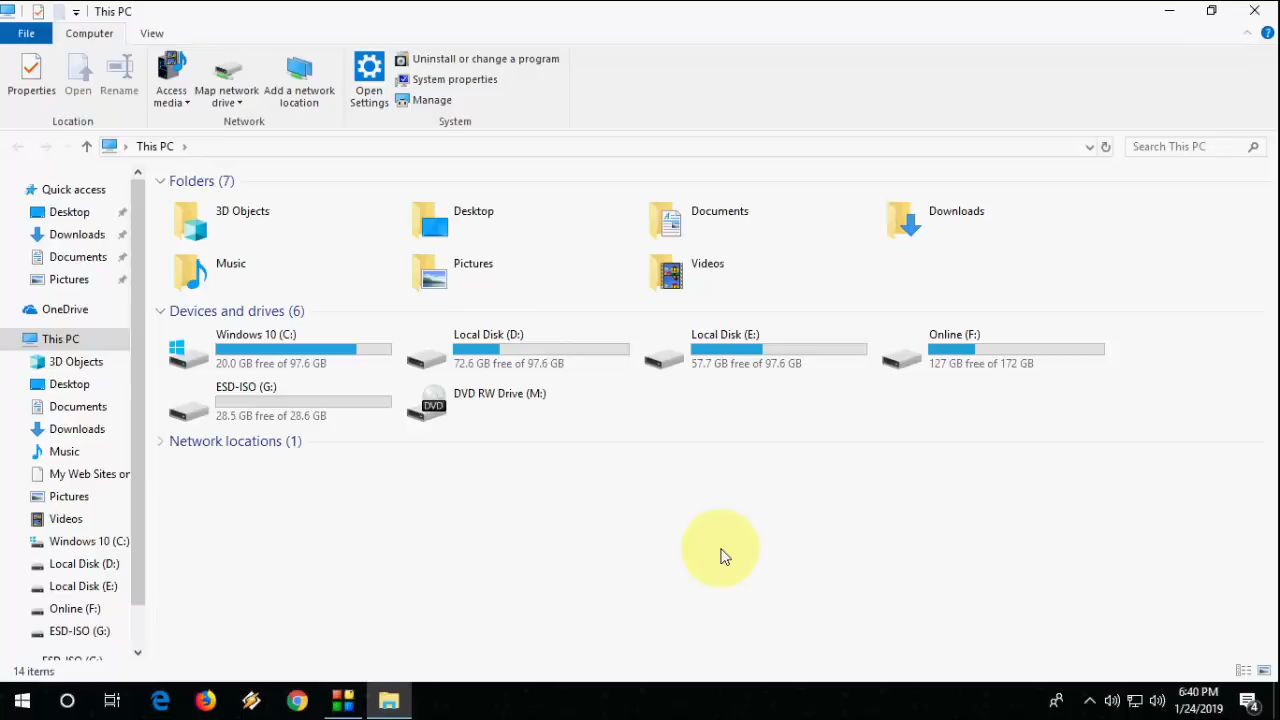 This PC
File Computer View
Properties Open Rename
Access media Map network drive Add a network location
Open Settings
Uninstall or change a program
System properties
Manage
Location Network System
This PC
Search This PC
Quick access
Desktop
Downloads
Documents
Pictures
OneDrive
This PC
3D Objects
Desktop
Documents
Downloads
Music
My Web Sites or
Pictures
Videos
Windows 10 (C:)
Local Disk (D:)
Local Disk (E:)
Online (F:)
ESD-ISO (G:)
ESD-ISO (G:)
Folders (7)
3D Objects Desktop Documents Downloads
Music Pictures Videos
Devices and drives (6)
Windows 10 (C:)
20.0 GB free of 97.6 GB
Local Disk (D:)
72.6 GB free of 97.6 GB
Local Disk (E:)
57.7 GB free of 97.6 GB
Online (F:)
127 GB free of 172 GB
ESD-ISO (G:)
28.5 GB free of 28.6 GB
DVD RW Drive (M:)
DVD
Network locations (1)
14 items
6:40 PM
1/24/2019
4